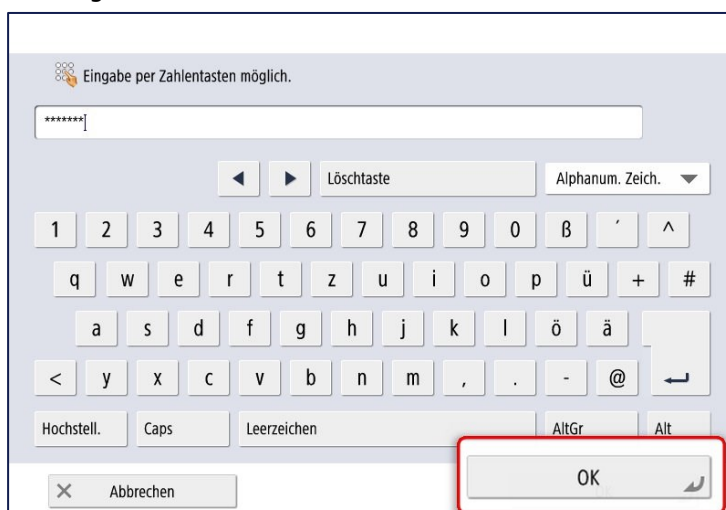 Eingabe per Zahlentasten möglich.
*******
Löschtaste Alphanum. Zeich.
1 2 3 4 5 6 7 8 9 0 ß ´ ^
q w e r t z u i o p ü + #
a s d f g h j k l ö ä
< y x c v b n m , . - @
Hochstell. Caps Leerzeichen AltGr Alt
Abbrechen OK